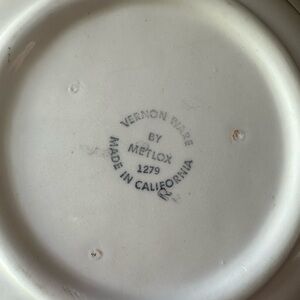 VERNON WARE
BY
METLOX
1279
MADE IN CALIFORNIA